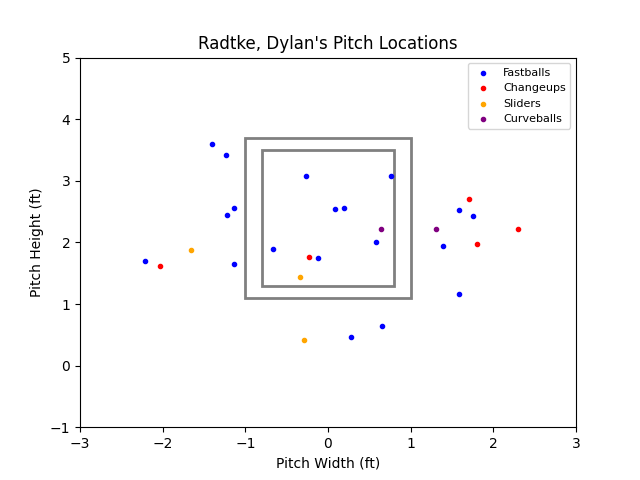 Radtke, Dylan's Pitch Locations
Fastballs
Changeups
Sliders
Curveballs
5
4
3
2
1
0
−1
Pitch Height (ft)
−3 −2 −1 0 1 2 3
Pitch Width (ft)